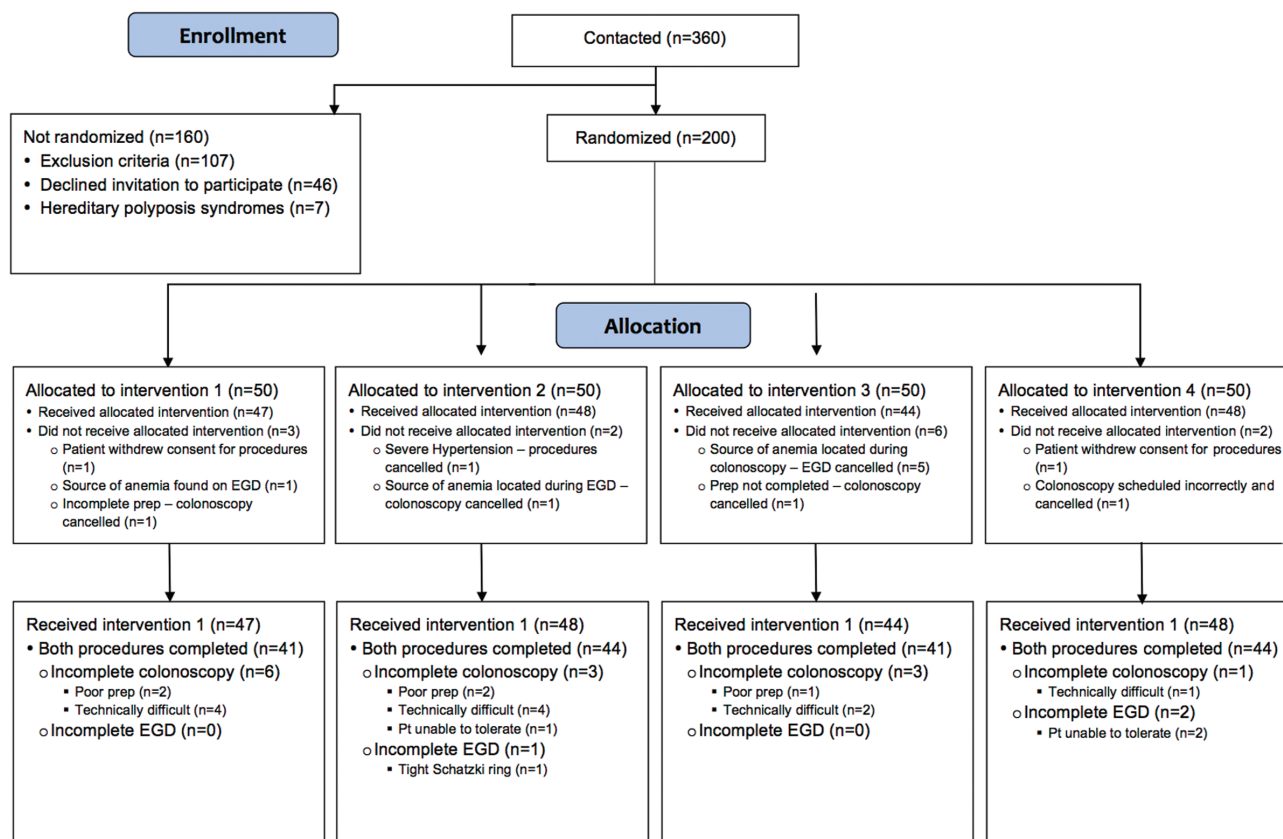 Enrollment
Contacted (n=360)
Not randomized (n=160)
• Exclusion criteria (n=107)
• Declined invitation to participate (n=46)
• Hereditary polyposis syndromes (n=7)
Randomized (n=200)
Allocation
Allocated to intervention 1 (n=50)
• Received allocated intervention (n=47)
• Did not receive allocated intervention (n=3)
o Patient withdrew consent for procedures
(n=1)
o Source of anemia found on EGD (n=1)
o Incomplete prep – colonoscopy
cancelled (n=1)
Allocated to intervention 2 (n=50)
• Received allocated intervention (n=48)
• Did not receive allocated intervention (n=2)
o Severe Hypertension – procedures
cancelled (n=1)
o Source of anemia located during EGD –
colonoscopy cancelled (n=1)
Allocated to intervention 3 (n=50)
• Received allocated intervention (n=44)
• Did not receive allocated intervention (n=6)
o Source of anemia located during
colonoscopy – EGD cancelled (n=5)
o Prep not completed – colonoscopy
cancelled (n=1)
Allocated to intervention 4 (n=50)
• Received allocated intervention (n=48)
• Did not receive allocated intervention (n=2)
o Patient withdrew consent for procedures
(n=1)
o Colonoscopy scheduled incorrectly and
cancelled (n=1)
Received intervention 1 (n=47)
• Both procedures completed (n=41)
o Incomplete colonoscopy (n=6)
▪ Poor prep (n=2)
▪ Technically difficult (n=4)
o Incomplete EGD (n=0)
Received intervention 1 (n=48)
• Both procedures completed (n=44)
o Incomplete colonoscopy (n=3)
▪ Poor prep (n=2)
▪ Technically difficult (n=4)
▪ Pt unable to tolerate (n=1)
o Incomplete EGD (n=1)
▪ Tight Schatzki ring (n=1)
Received intervention 1 (n=44)
• Both procedures completed (n=41)
o Incomplete colonoscopy (n=3)
▪ Poor prep (n=1)
▪ Technically difficult (n=2)
o Incomplete EGD (n=0)
Received intervention 1 (n=48)
• Both procedures completed (n=44)
o Incomplete colonoscopy (n=1)
▪ Technically difficult (n=1)
o Incomplete EGD (n=2)
▪ Pt unable to tolerate (n=2)